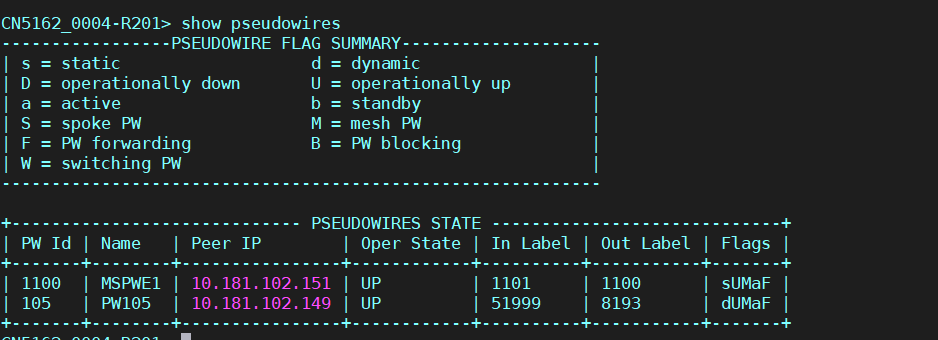 CN5162_0004-R201> show pseudowires
-----------------PSEUDOWIRE FLAG SUMMARY--------------------
| s = static                   d = dynamic                 |
| D = operationally down       U = operationally up        |
| a = active                   b = standby                 |
| S = spoke PW                 M = mesh PW                 |
| F = PW forwarding            B = PW blocking             |
| W = switching PW                                         |
------------------------------------------------------------
+----------------------------- PSEUDOWIRES STATE -----------------------------+
| PW Id | Name   | Peer IP        | Oper State | In Label | Out Label | Flags |
+-------+--------+----------------+------------+----------+-----------+-------+
| 1100  | MSPWE1 | 10.181.102.151 | UP         | 1101     | 1100      | sUMaF |
| 105   | PW105  | 10.181.102.149 | UP         | 51999    | 8193      | dUMaF |
+-------+--------+----------------+------------+----------+-----------+-------+
CN5162_0004-R201>